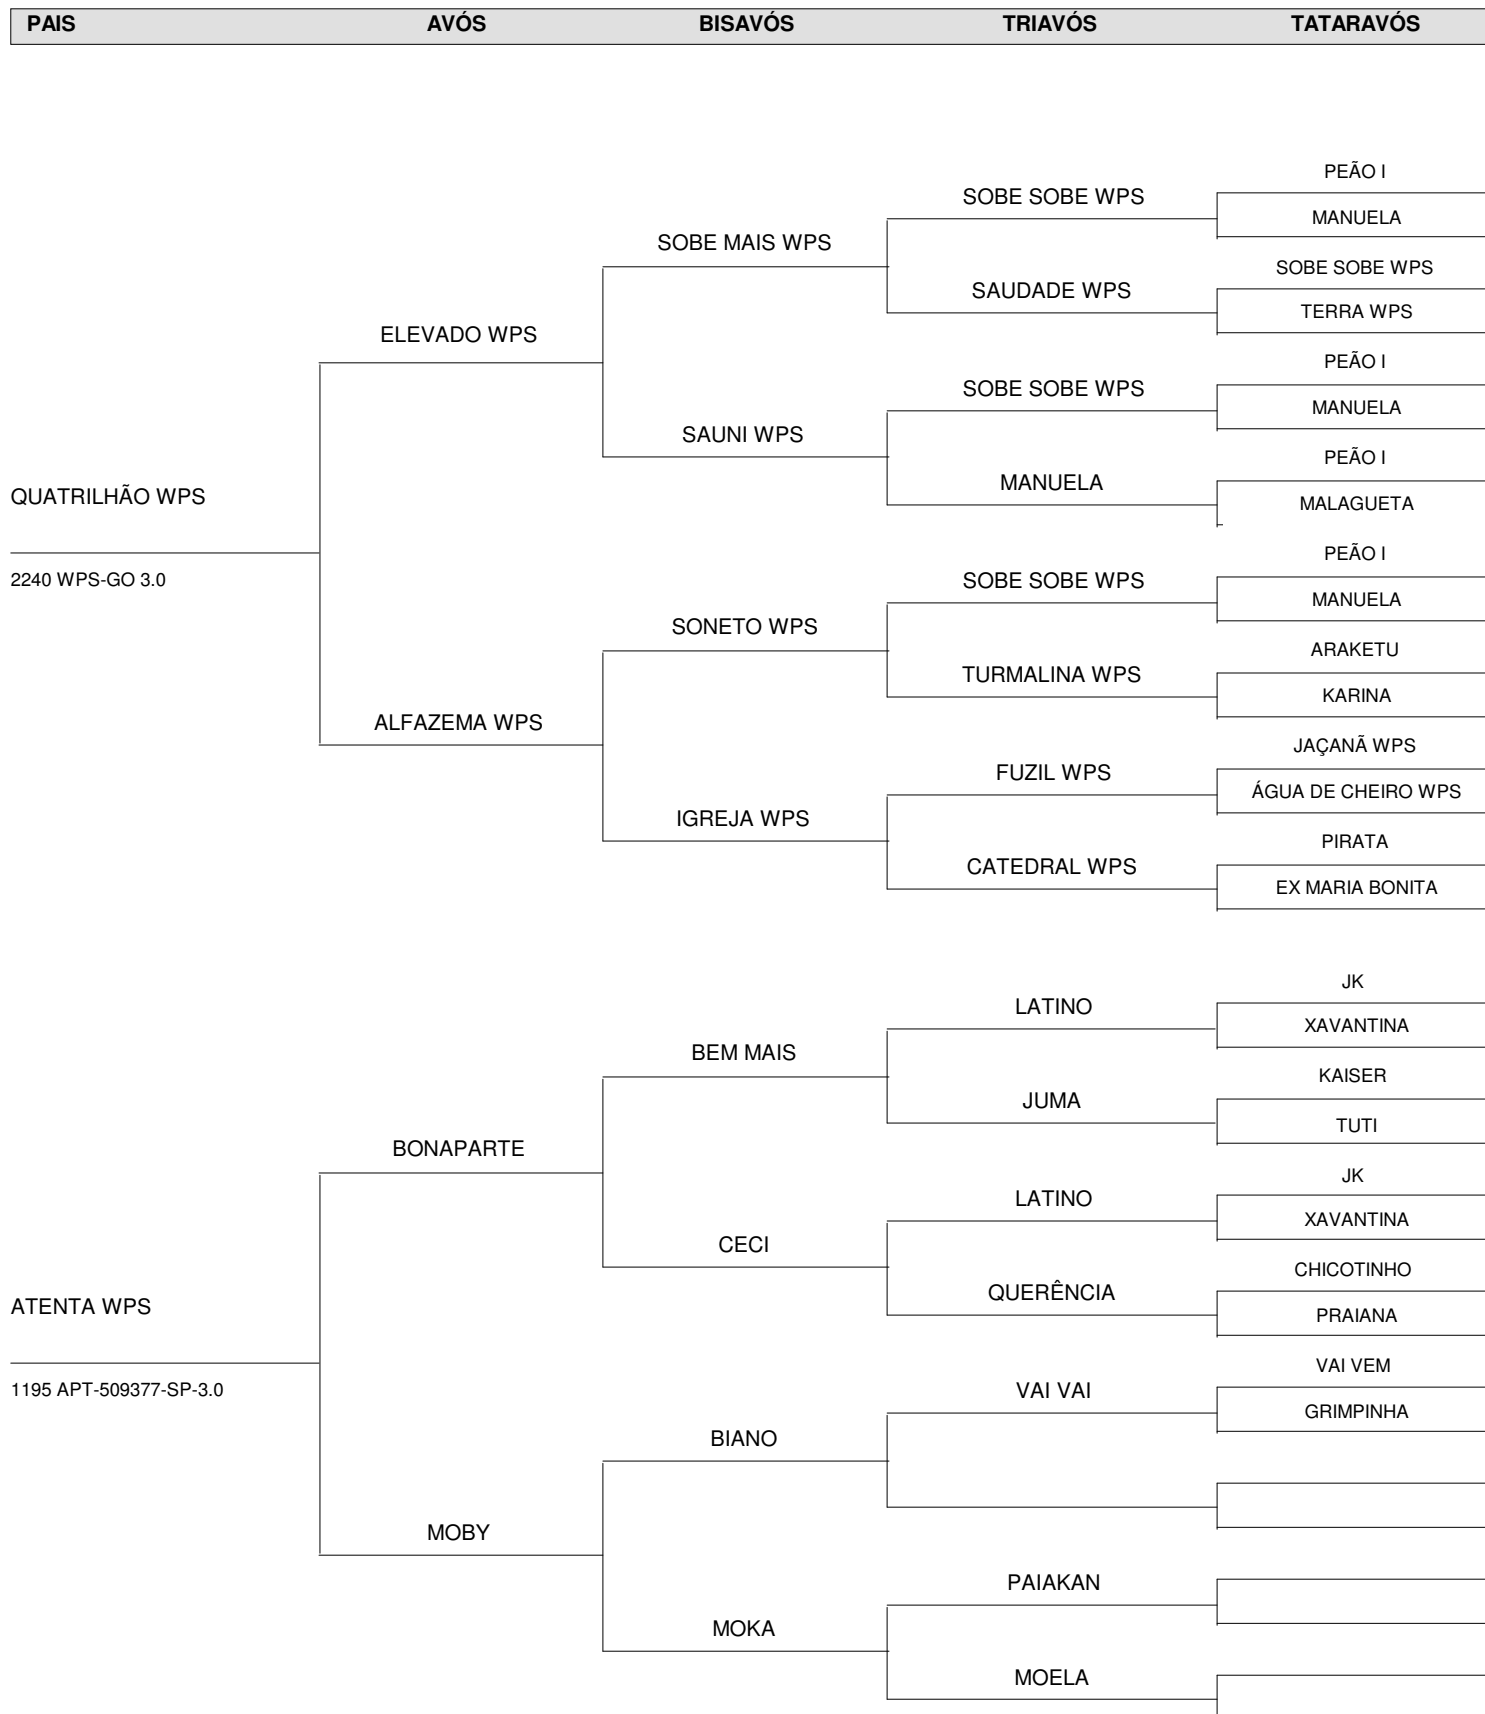 PAIS AVÓS BISAVÓS TRIAVÓS TATARAVÓS
PEÃO I
SOBE SOBE WPS
MANUELA
SOBE MAIS WPS
SOBE SOBE WPS
SAUDADE WPS
TERRA WPS
ELEVADO WPS
PEÃO I
SOBE SOBE WPS
MANUELA
SAUNI WPS
PEÃO I
MANUELA
MALAGUETA
QUATRILHÃO WPS
PEÃO I
2240 WPS-GO 3.0
SOBE SOBE WPS
MANUELA
SONETO WPS
ARAKETU
TURMALINA WPS
KARINA
ALFAZEMA WPS
JAÇANÃ WPS
FUZIL WPS
ÁGUA DE CHEIRO WPS
IGREJA WPS
PIRATA
CATEDRAL WPS
EX MARIA BONITA
JK
LATINO
XAVANTINA
BEM MAIS
KAISER
JUMA
TUTI
BONAPARTE
JK
LATINO
XAVANTINA
CECI
CHICOTINHO
QUERÊNCIA
PRAIANA
ATENTA WPS
VAI VEM
1195 APT-509377-SP-3.0
VAI VAI
GRIMPINHA
BIANO
MOBY
PAIAKAN
MOKA
MOELA